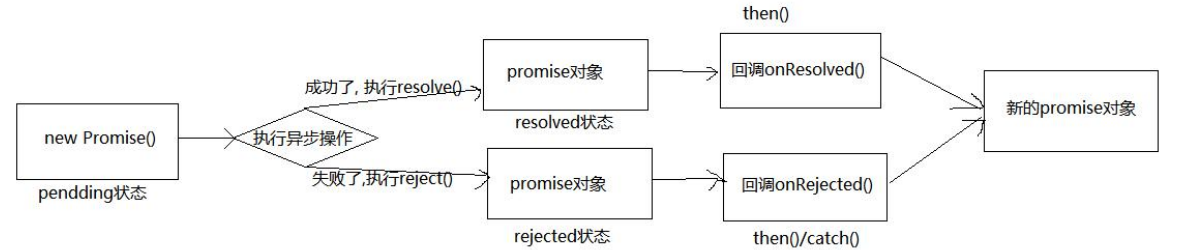 new Promise()
pendding状态
执行异步操作
成功了, 执行resolve()
promise对象
resolved状态
then()
回调onResolved()
失败了,执行reject()
promise对象
rejected状态
回调onRejected()
then()/catch()
新的promise对象